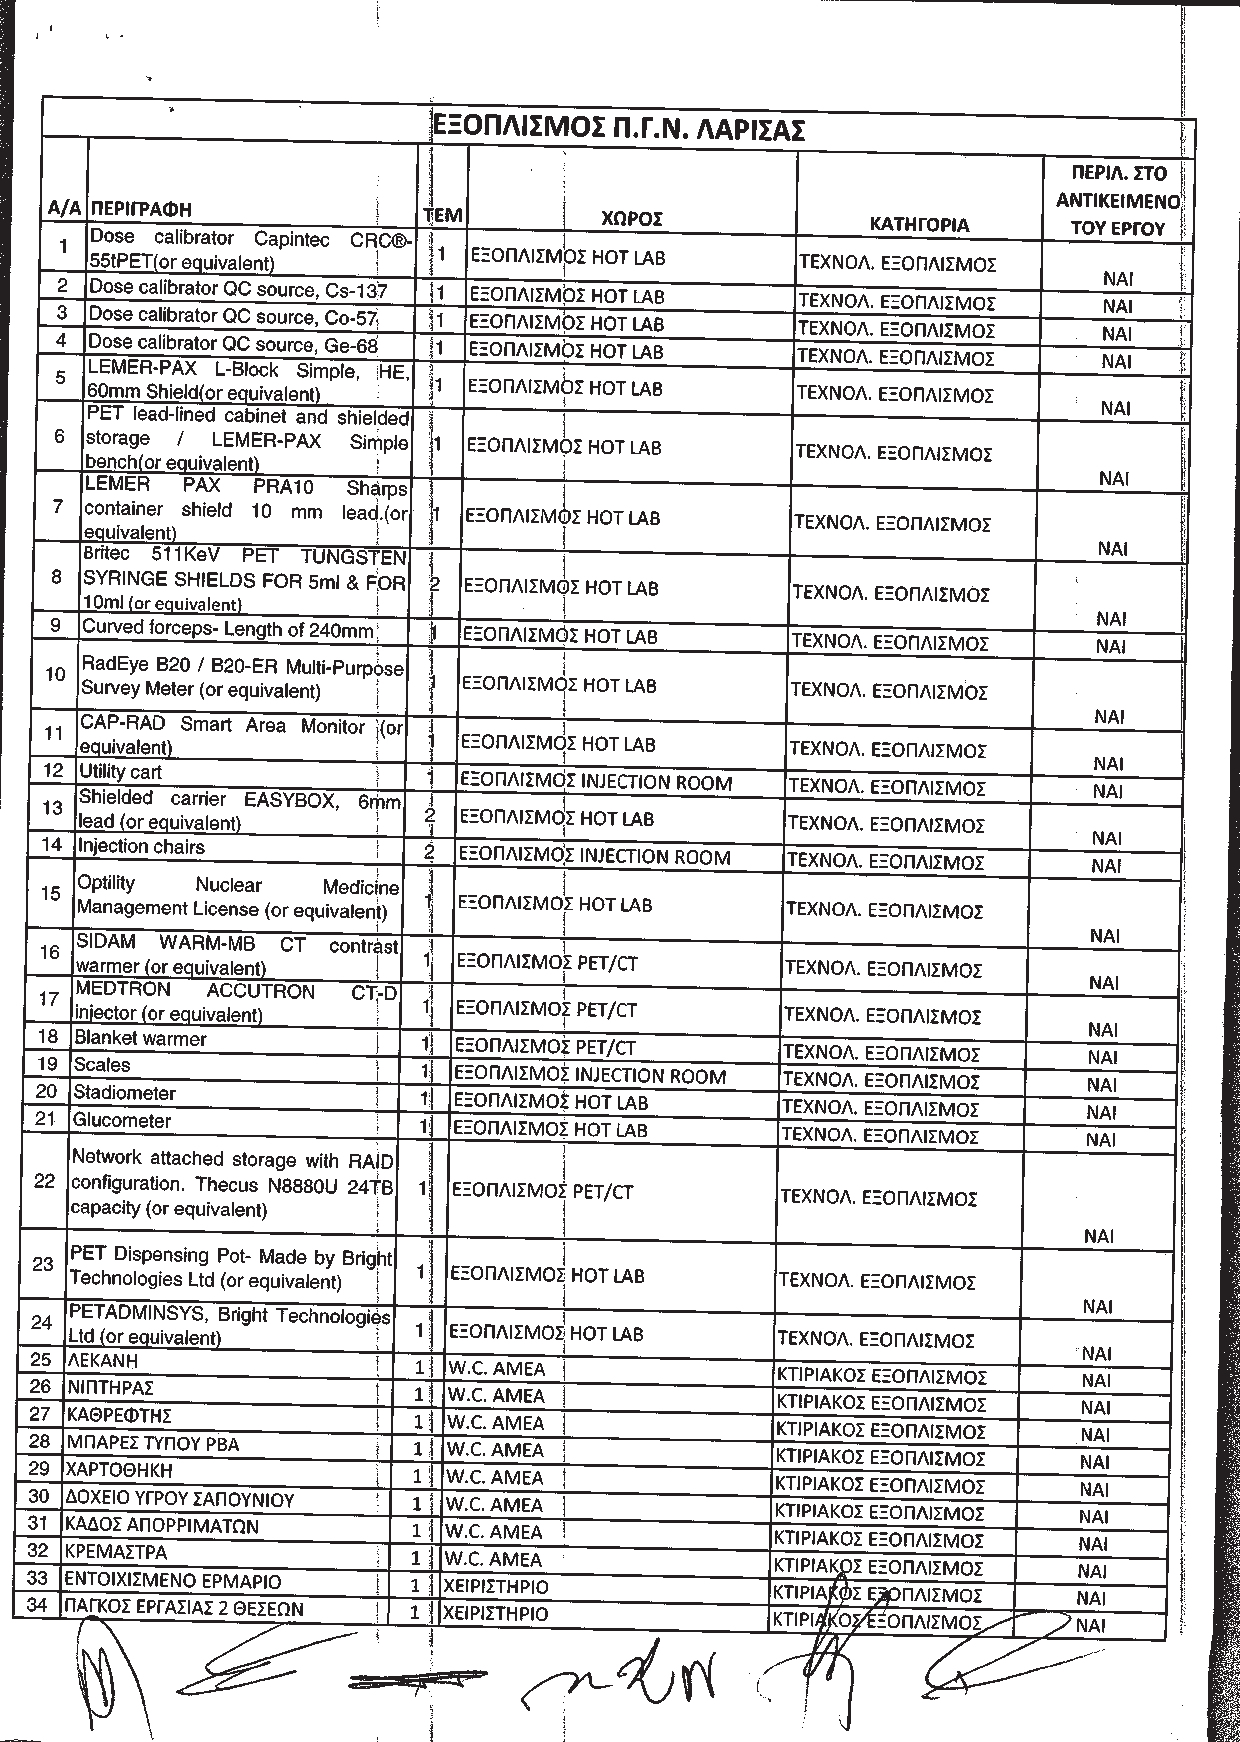 ΕΞΟΠΛΙΣΜΟΣ Π.Γ.Ν. ΛΑΡΙΣΑΣ
Α/Α ΠΕΡΙΓΡΑΦΗ ΤΕΜ ΧΩΡΟΣ ΚΑΤΗΓΟΡΙΑ ΠΕΡΙΛ. ΣΤΟ
ΑΝΤΙΚΕΙΜΕΝΟ
ΤΟΥ ΕΡΓΟΥ
1 Dose calibrator Capintec CRC®-
55tPET(or equivalent) 1 ΕΞΟΠΛΙΣΜΟΣ HOT LAB ΤΕΧΝΟΛ. ΕΞΟΠΛΙΣΜΟΣ ΝΑΙ
2 Dose calibrator QC source, Cs-137 1 ΕΞΟΠΛΙΣΜΟΣ HOT LAB ΤΕΧΝΟΛ. ΕΞΟΠΛΙΣΜΟΣ ΝΑΙ
3 Dose calibrator QC source, Co-57 1 ΕΞΟΠΛΙΣΜΟΣ HOT LAB ΤΕΧΝΟΛ. ΕΞΟΠΛΙΣΜΟΣ ΝΑΙ
4 Dose calibrator QC source, Ge-68 1 ΕΞΟΠΛΙΣΜΟΣ HOT LAB ΤΕΧΝΟΛ. ΕΞΟΠΛΙΣΜΟΣ ΝΑΙ
5 LEMER-PAX L-Block Simple, HE,
60mm Shield(or equivalent) 1 ΕΞΟΠΛΙΣΜΟΣ HOT LAB ΤΕΧΝΟΛ. ΕΞΟΠΛΙΣΜΟΣ ΝΑΙ
6 PET lead-lined cabinet and shielded
storage / LEMER-PAX Simple
bench(or equivalent) 1 ΕΞΟΠΛΙΣΜΟΣ HOT LAB ΤΕΧΝΟΛ. ΕΞΟΠΛΙΣΜΟΣ ΝΑΙ
7 LEMER PAX PRA10 Sharps
container shield 10 mm lead.(or
equivalent) 1 ΕΞΟΠΛΙΣΜΟΣ HOT LAB ΤΕΧΝΟΛ. ΕΞΟΠΛΙΣΜΟΣ ΝΑΙ
8 Britec 511KeV PET TUNGSTEN
SYRINGE SHIELDS FOR 5ml & FOR
10ml (or equivalent) 2 ΕΞΟΠΛΙΣΜΟΣ HOT LAB ΤΕΧΝΟΛ. ΕΞΟΠΛΙΣΜΟΣ ΝΑΙ
9 Curved forceps- Length of 240mm 1 ΕΞΟΠΛΙΣΜΟΣ HOT LAB ΤΕΧΝΟΛ. ΕΞΟΠΛΙΣΜΟΣ ΝΑΙ
10 RadEye B20 / B20-ER Multi-Purpose
Survey Meter (or equivalent) 1 ΕΞΟΠΛΙΣΜΟΣ HOT LAB ΤΕΧΝΟΛ. ΕΞΟΠΛΙΣΜΟΣ ΝΑΙ
11 CAP-RAD Smart Area Monitor (or
equivalent) 1 ΕΞΟΠΛΙΣΜΟΣ HOT LAB ΤΕΧΝΟΛ. ΕΞΟΠΛΙΣΜΟΣ ΝΑΙ
12 Utility cart 1 ΕΞΟΠΛΙΣΜΟΣ INJECTION ROOM ΤΕΧΝΟΛ. ΕΞΟΠΛΙΣΜΟΣ ΝΑΙ
13 Shielded carrier EASYBOX, 6mm
lead (or equivalent) 2 ΕΞΟΠΛΙΣΜΟΣ HOT LAB ΤΕΧΝΟΛ. ΕΞΟΠΛΙΣΜΟΣ ΝΑΙ
14 Injection chairs 2 ΕΞΟΠΛΙΣΜΟΣ INJECTION ROOM ΤΕΧΝΟΛ. ΕΞΟΠΛΙΣΜΟΣ ΝΑΙ
15 Optility Nuclear Medicine
Management License (or equivalent) 1 ΕΞΟΠΛΙΣΜΟΣ HOT LAB ΤΕΧΝΟΛ. ΕΞΟΠΛΙΣΜΟΣ ΝΑΙ
16 SIDAM WARM-MB CT contrast
warmer (or equivalent) 1 ΕΞΟΠΛΙΣΜΟΣ PET/CT ΤΕΧΝΟΛ. ΕΞΟΠΛΙΣΜΟΣ ΝΑΙ
17 MEDTRON ACCUTRON CT-D
injector (or equivalent) 1 ΕΞΟΠΛΙΣΜΟΣ PET/CT ΤΕΧΝΟΛ. ΕΞΟΠΛΙΣΜΟΣ ΝΑΙ
18 Blanket warmer 1 ΕΞΟΠΛΙΣΜΟΣ PET/CT ΤΕΧΝΟΛ. ΕΞΟΠΛΙΣΜΟΣ ΝΑΙ
19 Scales 1 ΕΞΟΠΛΙΣΜΟΣ INJECTION ROOM ΤΕΧΝΟΛ. ΕΞΟΠΛΙΣΜΟΣ ΝΑΙ
20 Stadiometer 1 ΕΞΟΠΛΙΣΜΟΣ HOT LAB ΤΕΧΝΟΛ. ΕΞΟΠΛΙΣΜΟΣ ΝΑΙ
21 Glucometer 1 ΕΞΟΠΛΙΣΜΟΣ HOT LAB ΤΕΧΝΟΛ. ΕΞΟΠΛΙΣΜΟΣ ΝΑΙ
22 Network attached storage with RAID
configuration. Thecus N8880U 24TB
capacity (or equivalent) 1 ΕΞΟΠΛΙΣΜΟΣ PET/CT ΤΕΧΝΟΛ. ΕΞΟΠΛΙΣΜΟΣ ΝΑΙ
23 PET Dispensing Pot- Made by Bright
Technologies Ltd (or equivalent) 1 ΕΞΟΠΛΙΣΜΟΣ HOT LAB ΤΕΧΝΟΛ. ΕΞΟΠΛΙΣΜΟΣ ΝΑΙ
24 PETADMINSYS, Bright Technologies
Ltd (or equivalent) 1 ΕΞΟΠΛΙΣΜΟΣ HOT LAB ΤΕΧΝΟΛ. ΕΞΟΠΛΙΣΜΟΣ ΝΑΙ
25 ΛΕΚΑΝΗ 1 W.C. ΑΜΕΑ ΚΤΙΡΙΑΚΟΣ ΕΞΟΠΛΙΣΜΟΣ ΝΑΙ
26 ΝΙΠΤΗΡΑΣ 1 W.C. ΑΜΕΑ ΚΤΙΡΙΑΚΟΣ ΕΞΟΠΛΙΣΜΟΣ ΝΑΙ
27 ΚΑΘΡΕΦΤΗΣ 1 W.C. ΑΜΕΑ ΚΤΙΡΙΑΚΟΣ ΕΞΟΠΛΙΣΜΟΣ ΝΑΙ
28 ΜΠΑΡΕΣ ΤΥΠΟΥ PBA 1 W.C. ΑΜΕΑ ΚΤΙΡΙΑΚΟΣ ΕΞΟΠΛΙΣΜΟΣ ΝΑΙ
29 ΧΑΡΤΟΘΗΚΗ 1 W.C. ΑΜΕΑ ΚΤΙΡΙΑΚΟΣ ΕΞΟΠΛΙΣΜΟΣ ΝΑΙ
30 ΔΟΧΕΙΟ ΥΓΡΟΥ ΣΑΠΟΥΝΙΟΥ 1 W.C. ΑΜΕΑ ΚΤΙΡΙΑΚΟΣ ΕΞΟΠΛΙΣΜΟΣ ΝΑΙ
31 ΚΑΔΟΣ ΑΠΟΡΡΙΜΑΤΩΝ 1 W.C. ΑΜΕΑ ΚΤΙΡΙΑΚΟΣ ΕΞΟΠΛΙΣΜΟΣ ΝΑΙ
32 ΚΡΕΜΑΣΤΡΑ 1 W.C. ΑΜΕΑ ΚΤΙΡΙΑΚΟΣ ΕΞΟΠΛΙΣΜΟΣ ΝΑΙ
33 ΕΝΤΟΙΧΙΣΜΕΝΟ ΕΡΜΑΡΙΟ 1 ΧΕΙΡΙΣΤΗΡΙΟ ΚΤΙΡΙΑΚΟΣ ΕΞΟΠΛΙΣΜΟΣ ΝΑΙ
34 ΠΑΓΚΟΣ ΕΡΓΑΣΙΑΣ 2 ΘΕΣΕΩΝ 1 ΧΕΙΡΙΣΤΗΡΙΟ ΚΤΙΡΙΑΚΟΣ ΕΞΟΠΛΙΣΜΟΣ ΝΑΙ